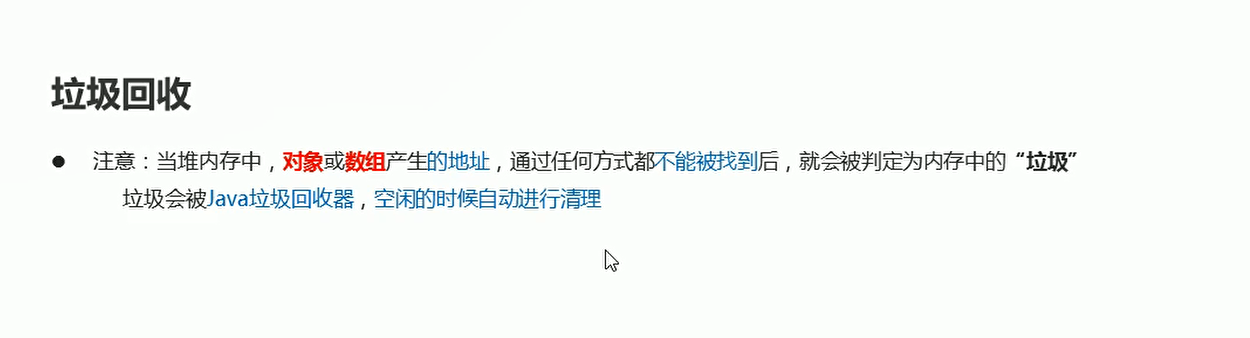 垃圾回收
● 注意：当堆内存中，对象或数组产生的地址，通过任何方式都不能被找到后，就会被判定为内存中的“垃圾”
垃圾会被Java垃圾回收器，空闲的时候自动进行清理